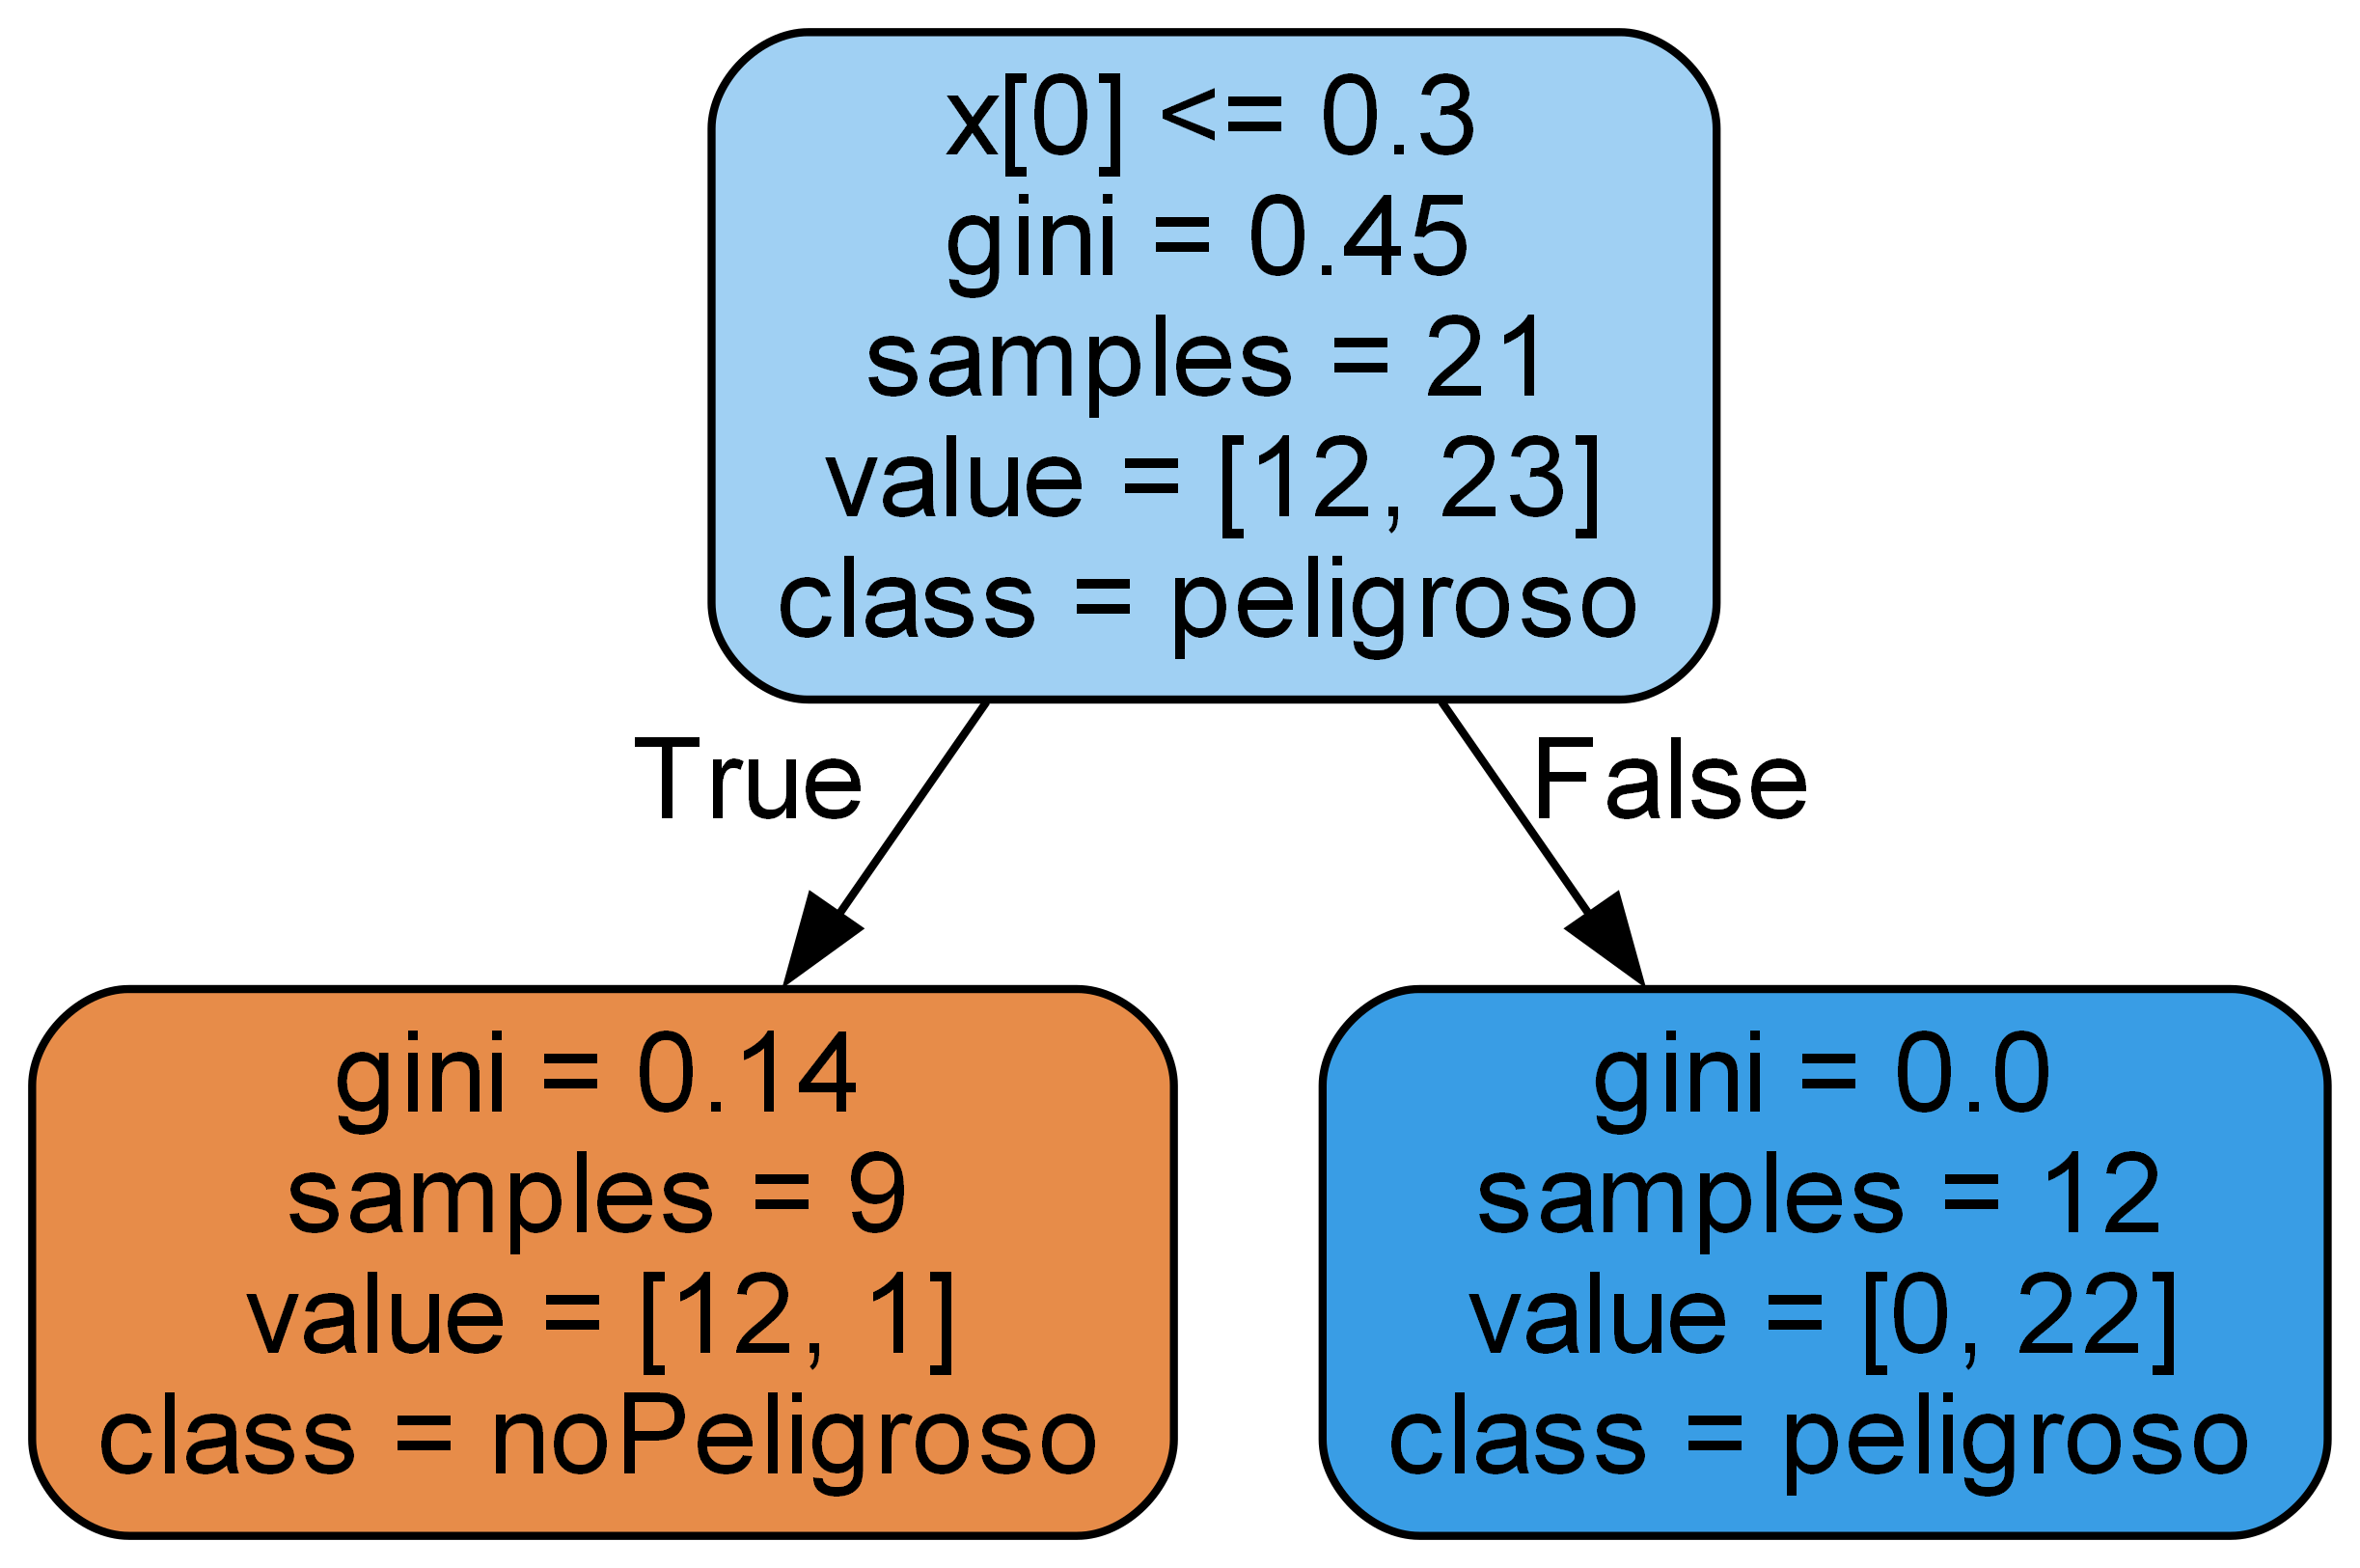 x[0] <= 0.3
gini = 0.45
samples = 21
value = [12, 23]
class = peligroso
True
False
gini = 0.14
samples = 9
value = [12, 1]
class = noPeligroso
gini = 0.0
samples = 12
value = [0, 22]
class = peligroso